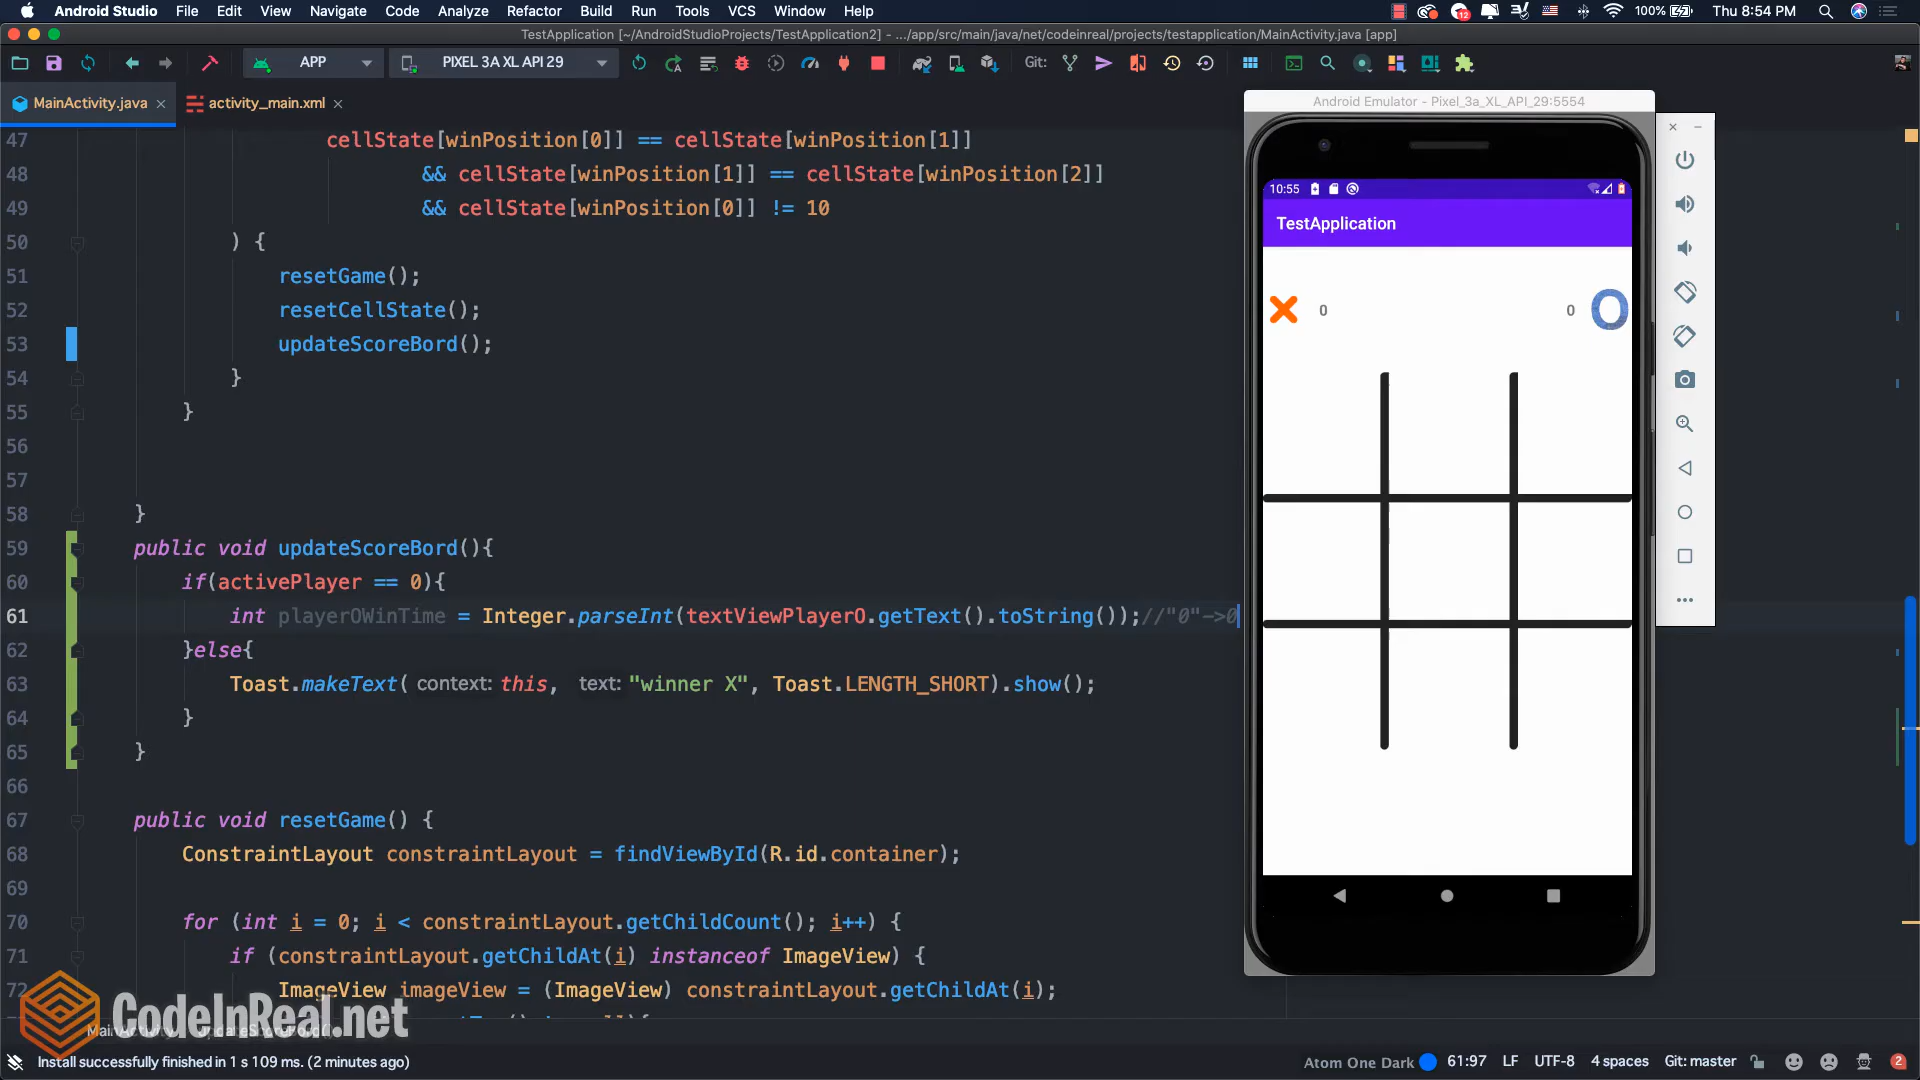 Android Studio File Edit View Navigate Code Analyze Refactor Build Run Tools VCS Window Help 12 100% Thu 8:54 PM
TestApplication [~/AndroidStudioProjects/TestApplication2] - .../app/src/main/java/net/codeinreal/projects/testapplication/MainActivity.java [app]
APP PIXEL 3A XL API 29 Git:
MainActivity.java activity_main.xml
47 cellState[winPosition[0]] == cellState[winPosition[1]]
48 && cellState[winPosition[1]] == cellState[winPosition[2]]
49 && cellState[winPosition[0]] != 10
50 ) {
51 resetGame();
52 resetCellState();
53 updateScoreBord();
54 }
55 }
56
57
58 }
59 public void updateScoreBord(){
60 if(activePlayer == 0){
61 int playerOWinTime = Integer.parseInt(textViewPlayerO.getText().toString());//"0"->0
62 }else{
63 Toast.makeText( context: this, text: "winner X", Toast.LENGTH_SHORT).show();
64 }
65 }
66
67 public void resetGame() {
68 ConstraintLayout constraintLayout = findViewById(R.id.container);
69
70 for (int i = 0; i < constraintLayout.getChildCount(); i++) {
71 if (constraintLayout.getChildAt(i) instanceof ImageView) {
72 ImageView imageView = (ImageView) constraintLayout.getChildAt(i);
Android Emulator - Pixel_3a_XL_API_29:5554
10:55
TestApplication
0 0
CodeInReal.net
MainActivity
Install successfully finished in 1 s 109 ms. (2 minutes ago) Atom One Dark 61:97 LF UTF-8 4 spaces Git: master 2